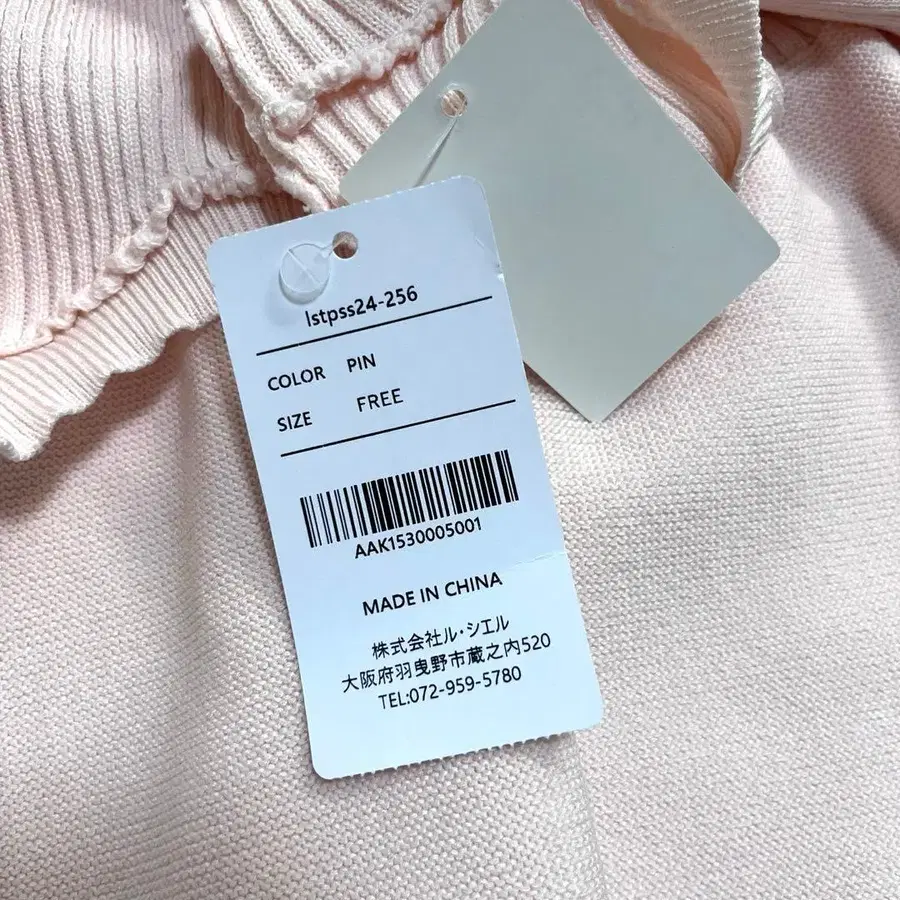 lstpss24-256
COLOR PIN
SIZE FREE
AAK1530005001
MADE IN CHINA
株式会社ル・シエル
大阪府羽曳野市蔵之内520
TEL:072-959-5780